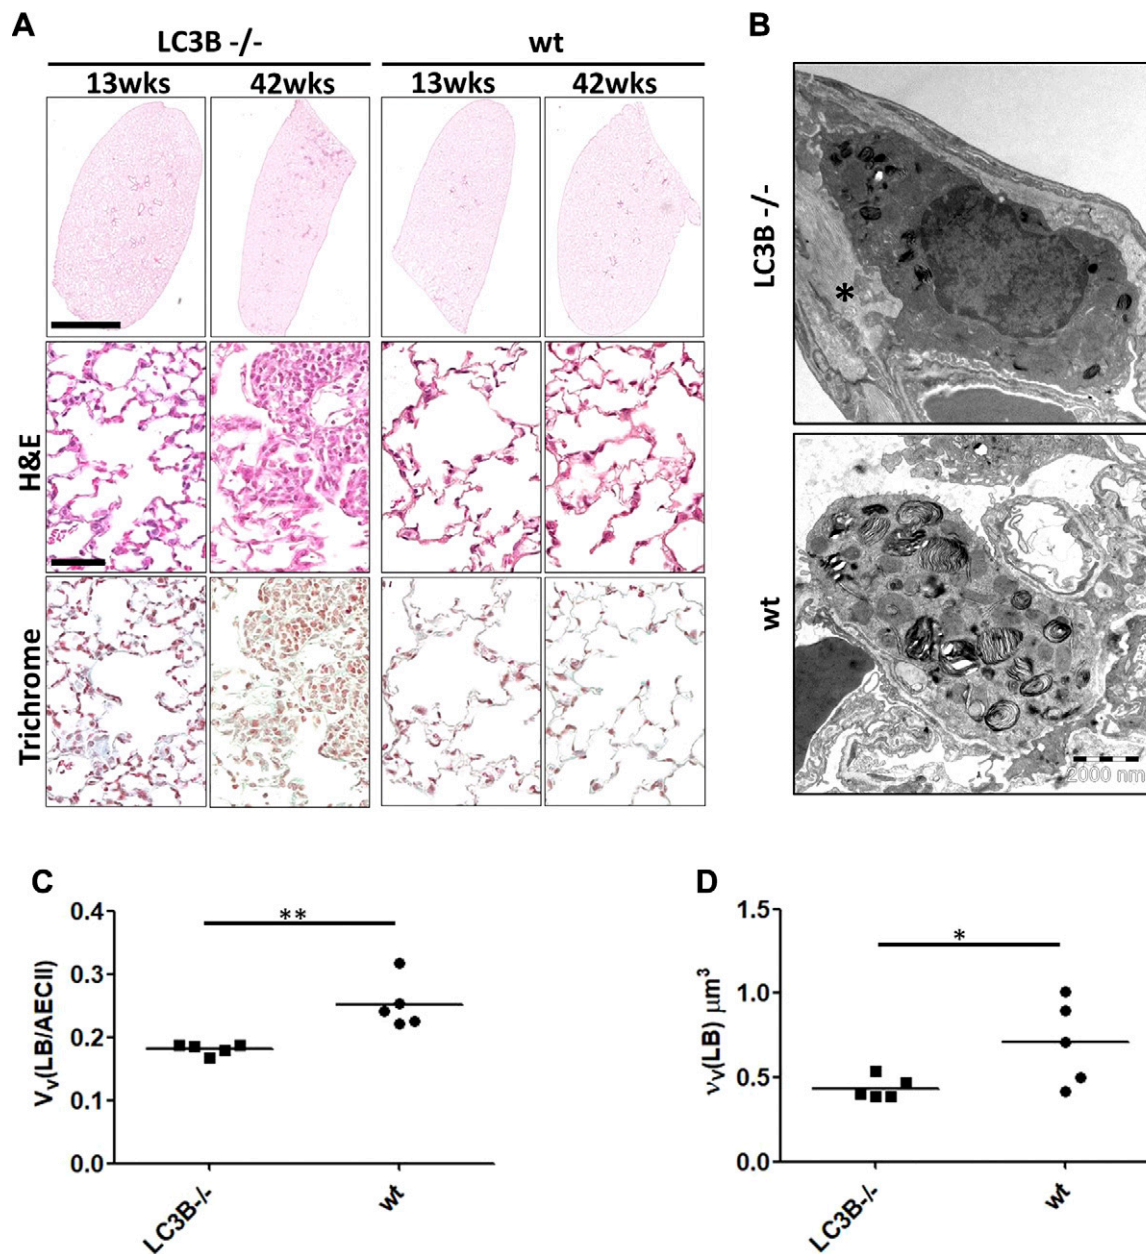 A
LC3B -/-
wt
13wks
42wks
13wks
42wks
H&E
Trichrome
B
LC3B -/-
*
wt
2000 nm
C
0.4
0.3
0.2
0.1
0.0
Vv(LB/AECII)
**
LC3B-/-
wt
D
1.5
1.0
0.5
0.0
νv(LB) μm³
*
LC3B-/-
wt